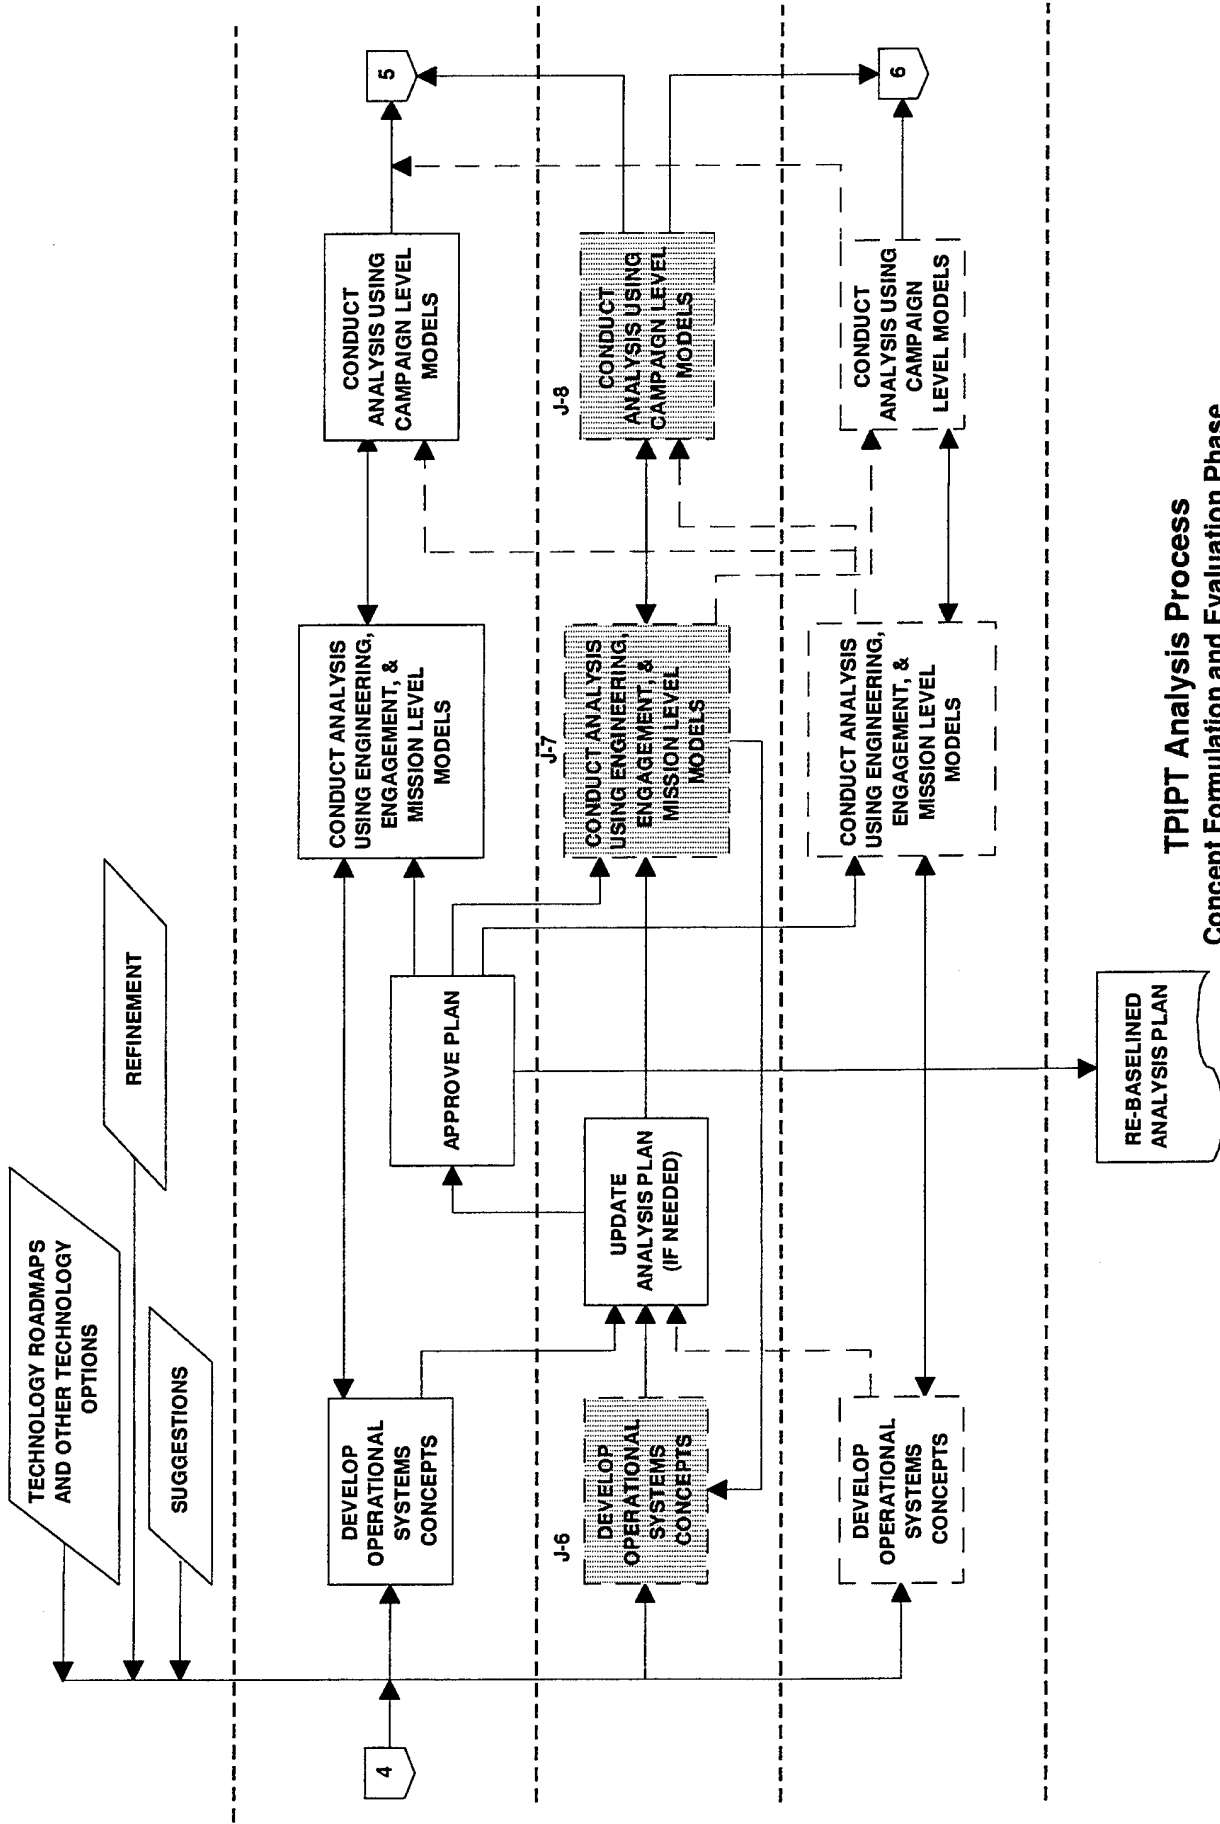 TECHNOLOGY ROADMAPS
AND OTHER TECHNOLOGY
OPTIONS
REFINEMENT
SUGGESTIONS
4
DEVELOP
OPERATIONAL
SYSTEMS
CONCEPTS
APPROVE PLAN
CONDUCT ANALYSIS
USING ENGINEERING,
ENGAGEMENT, &
MISSION LEVEL
MODELS
CONDUCT
ANALYSIS USING
CAMPAIGN LEVEL
MODELS
5
J-6
DEVELOP
OPERATIONAL
SYSTEMS
CONCEPTS
UPDATE
ANALYSIS PLAN
(IF NEEDED)
J-7
CONDUCT ANALYSIS
USING ENGINEERING,
ENGAGEMENT, &
MISSION LEVEL
MODELS
J-8
CONDUCT
ANALYSIS USING
CAMPAIGN LEVEL
MODELS
DEVELOP
OPERATIONAL
SYSTEMS
CONCEPTS
CONDUCT ANALYSIS
USING ENGINEERING,
ENGAGEMENT, &
MISSION LEVEL
MODELS
CONDUCT
ANALYSIS USING
CAMPAIGN
LEVEL MODELS
6
RE-BASELINED
ANALYSIS PLAN
TPIPT Analysis Process
Concept Formulation and Evaluation Phase